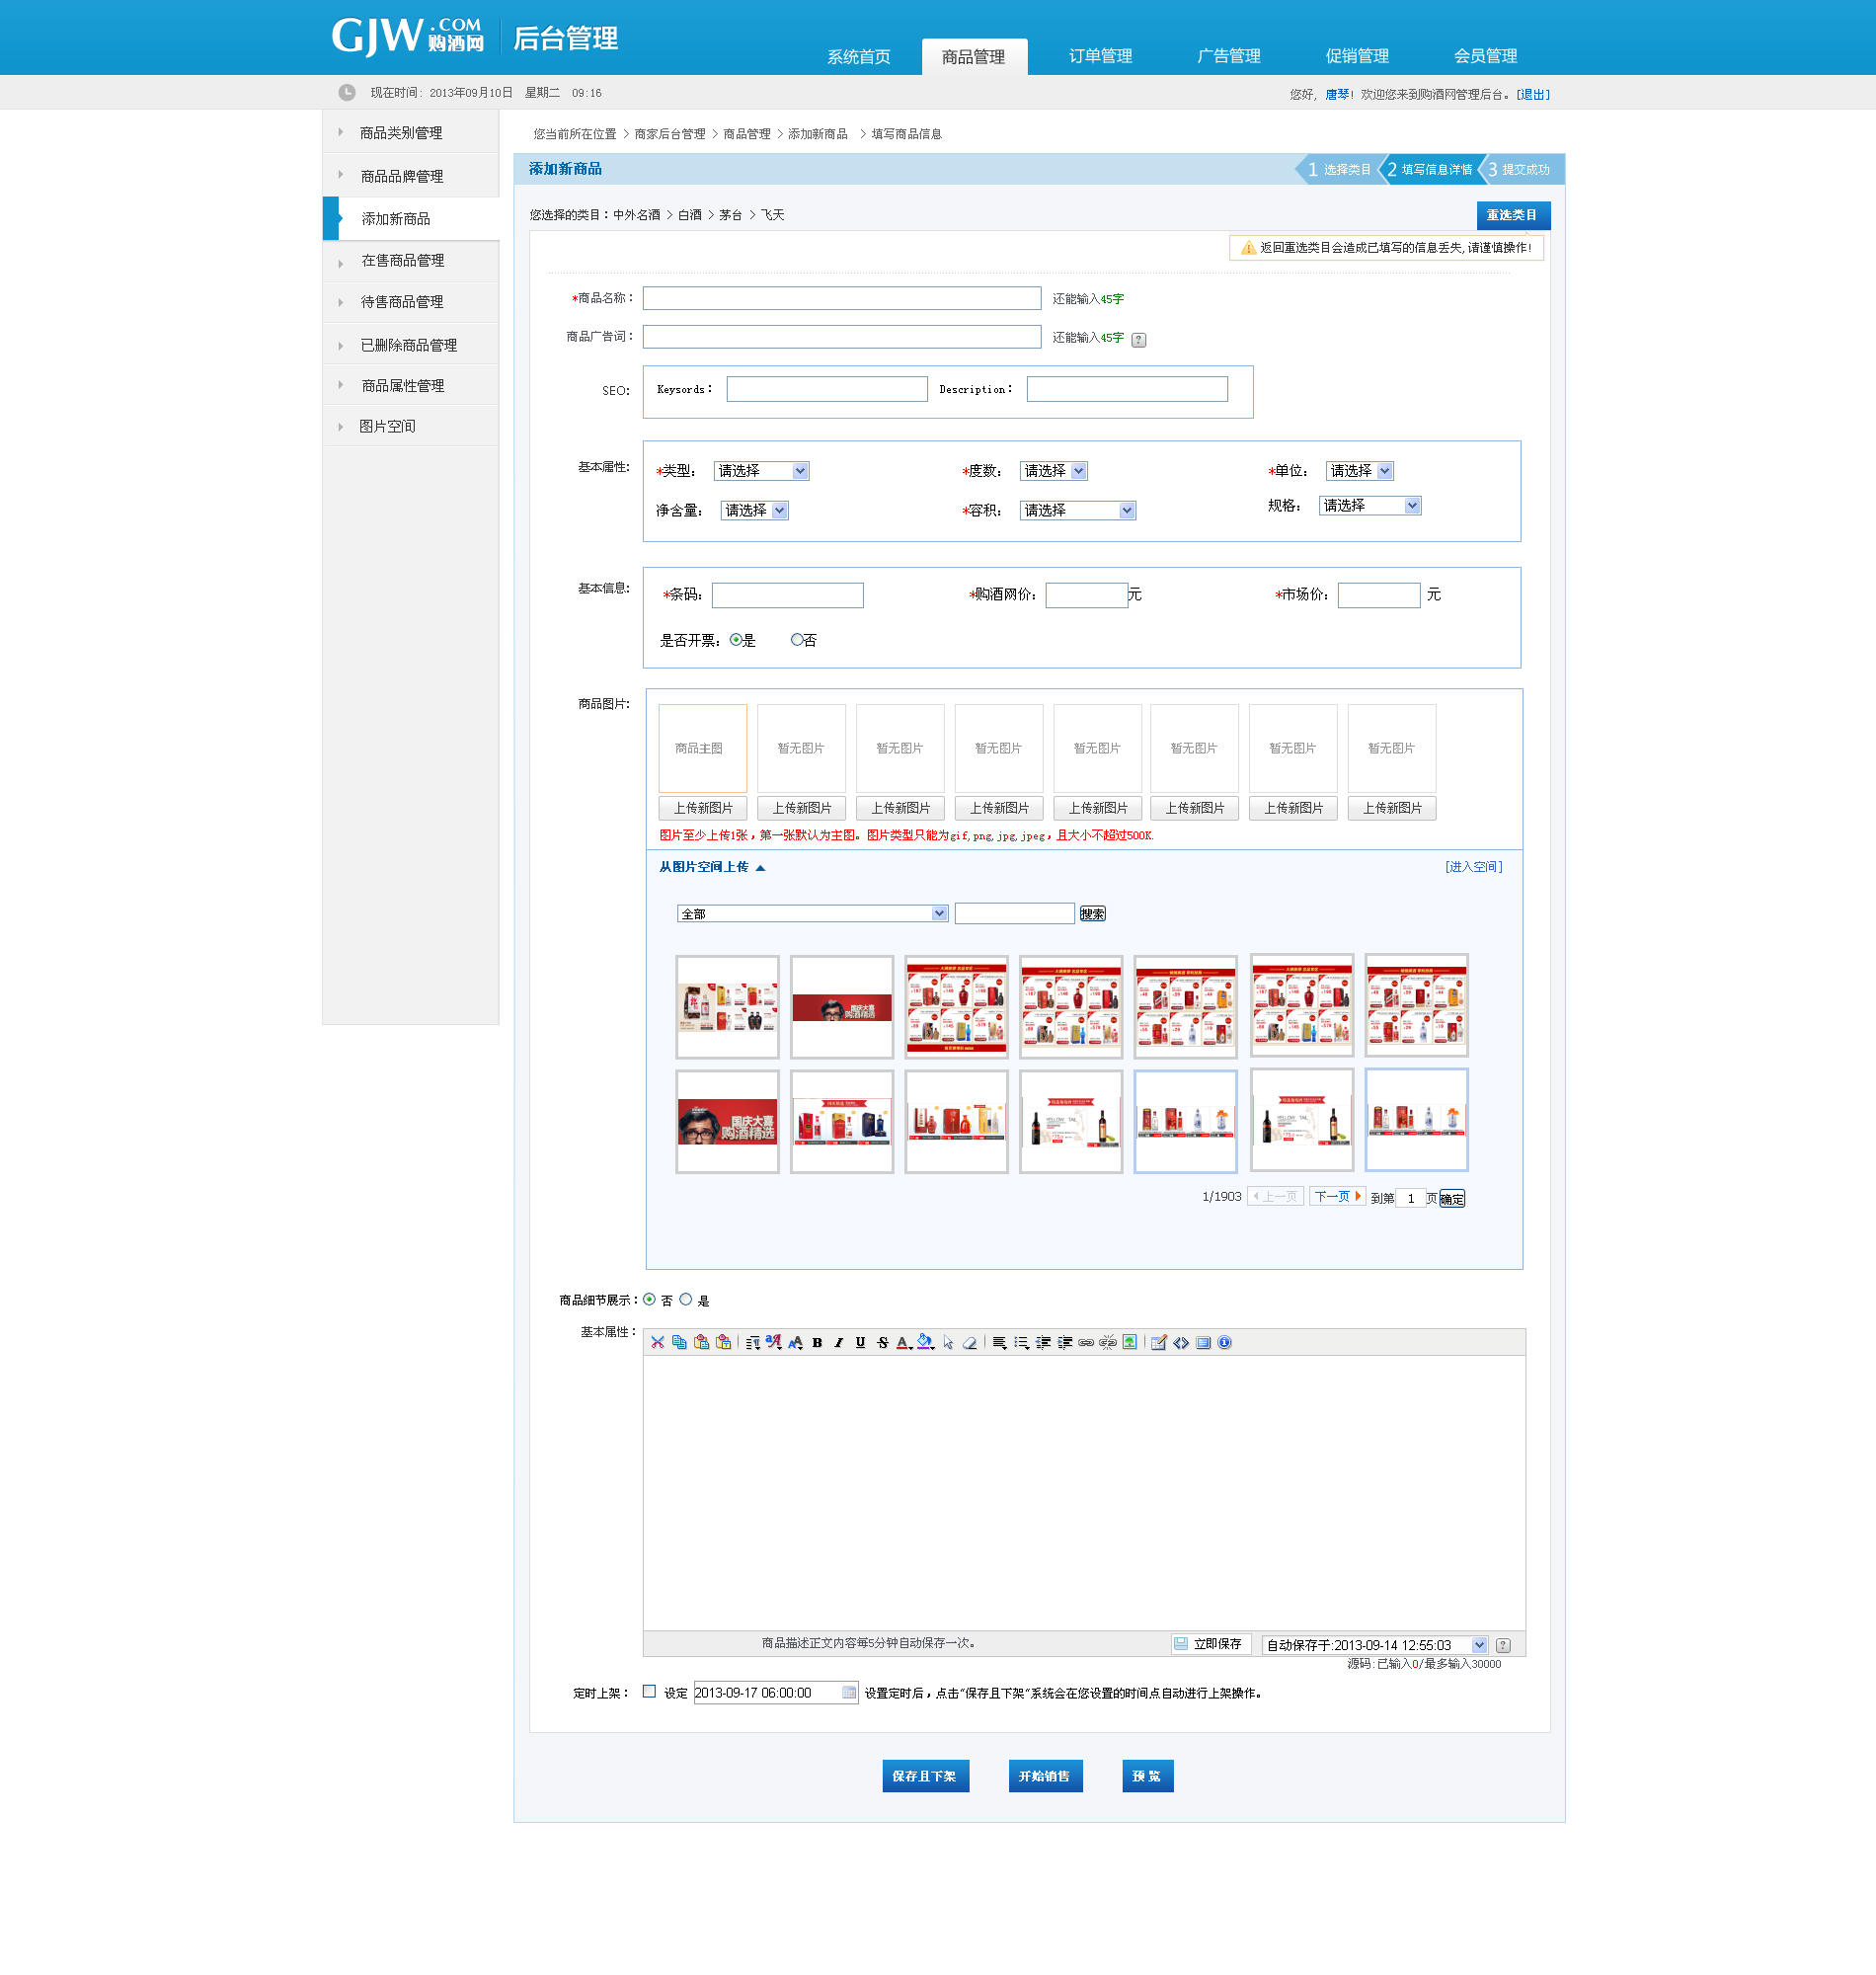 GJW.COM 购酒网 后台管理
系统首页 商品管理 订单管理 广告管理 促销管理 会员管理
现在时间: 2013年09月10日 星期二 09:16
您好, 唐琴! 欢迎您来到购酒网管理后台。[退出]
商品类别管理
商品品牌管理
添加新商品
在售商品管理
待售商品管理
已删除商品管理
商品属性管理
图片空间
您当前所在位置 > 商家后台管理 > 商品管理 > 添加新商品 > 填写商品信息
添加新商品
1 选择类目 2 填写信息详情 3 提交成功
您选择的类目：中外名酒 > 白酒 > 茅台 > 飞天
重选类目
返回重选类目会造成已填写的信息丢失,请谨慎操作!
*商品名称： 还能输入45字
商品广告词： 还能输入45字 ?
SEO: Keysords： Description：
基本属性: *类型: 请选择 *度数: 请选择 *单位: 请选择
净含量: 请选择 *容积: 请选择 规格: 请选择
基本信息: *条码: *购酒网价: 元 *市场价: 元
是否开票: 是 否
商品图片:
商品主图 暂无图片 暂无图片 暂无图片 暂无图片 暂无图片 暂无图片 暂无图片
上传新图片 上传新图片 上传新图片 上传新图片 上传新图片 上传新图片 上传新图片 上传新图片
图片至少上传1张，第一张默认为主图。图片类型只能为gif,png,jpg,jpeg，且大小不超过500K.
从图片空间上传 [进入空间]
全部 搜索
国庆大喜
购酒精选
国庆大喜
购酒精选
1/1903 上一页 下一页 到第 1 页 确定
商品细节展示： 否 是
基本属性：
商品描述正文内容每5分钟自动保存一次。 立即保存 自动保存于:2013-09-14 12:55:03 ?
源码:已输入0/最多输入30000
定时上架： 设定 2013-09-17 06:00:00 设置定时后，点击“保存且下架”系统会在您设置的时间点自动进行上架操作。
保存且下架 开始销售 预 览